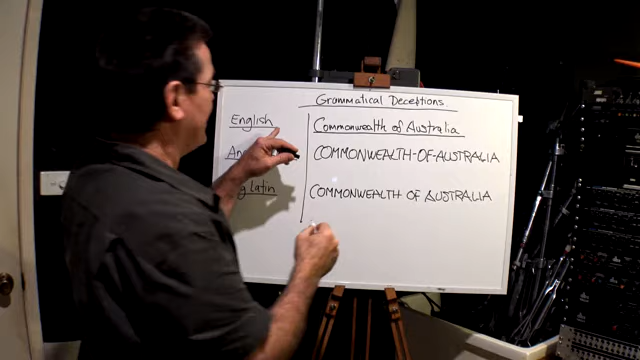 Grammatical Deceptions
English
Commonwealth of Australia
COMMONWEALTH-OF-AUSTRALIA
Latin
COMMONWEALTH OF AUSTRALIA